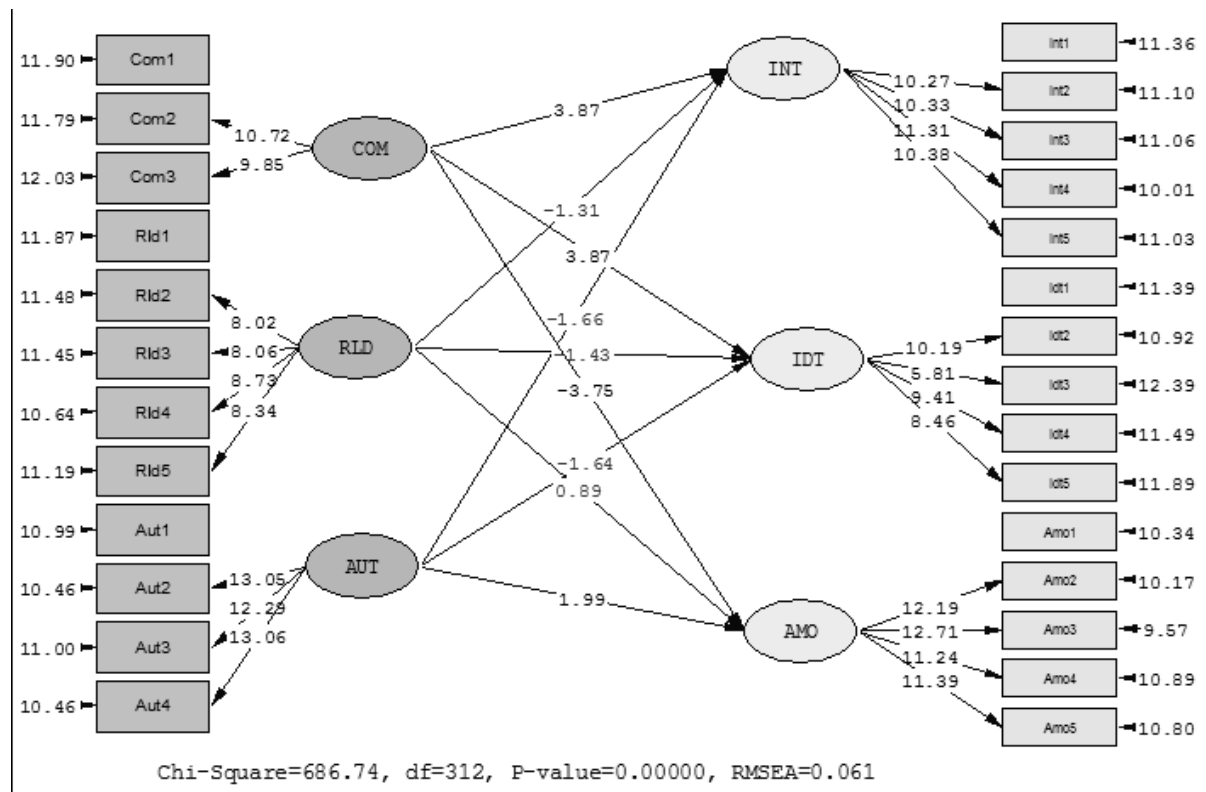 11.90 Com1
11.79 Com2
12.03 Com3
11.87 Rld1
11.48 Rld2
11.45 Rld3
10.64 Rld4
11.19 Rld5
10.99 Aut1
10.46 Aut2
11.00 Aut3
10.46 Aut4
10.72
9.85
8.02
8.06
8.73
8.34
13.05
12.29
13.06
COM
RLD
AUT
3.87
-1.31
3.87
-1.66
-1.43
-3.75
-1.64
0.89
1.99
INT
IDT
AMO
10.27
10.33
11.31
10.38
10.19
5.81
9.41
8.46
12.19
12.71
11.24
11.39
Int1 11.36
Int2 11.10
Int3 11.06
Int4 10.01
Int5 11.03
Idt1 11.39
Idt2 10.92
Idt3 12.39
Idt4 11.49
Idt5 11.89
Amo1 10.34
Amo2 10.17
Amo3 9.57
Amo4 10.89
Amo5 10.80
Chi-Square=686.74, df=312, P-value=0.00000, RMSEA=0.061